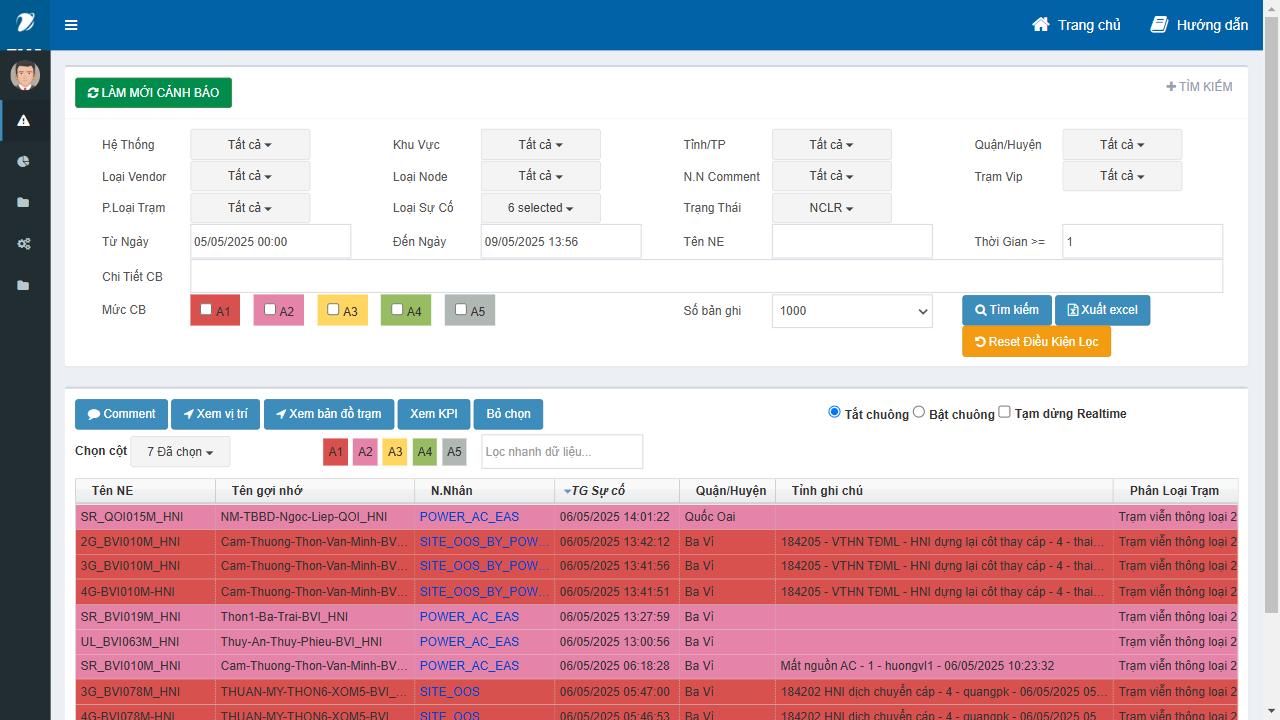 Trang chủ Hướng dẫn
LÀM MỚI CẢNH BÁO TÌM KIẾM
Hệ Thống Tất cả Khu Vực Tất cả Tỉnh/TP Tất cả Quận/Huyện Tất cả
Loại Vendor Tất cả Loại Node Tất cả N.N Comment Tất cả Trạm Vip Tất cả
P.Loại Trạm Tất cả Loại Sự Cố 6 selected Trạng Thái NCLR
Từ Ngày 05/05/2025 00:00 Đến Ngày 09/05/2025 13:56 Tên NE Thời Gian >= 1
Chi Tiết CB
Mức CB A1 A2 A3 A4 A5 Số bản ghi 1000 Tìm kiếm Xuất excel
Reset Điều Kiện Lọc
Comment Xem vị trí Xem bản đồ trạm Xem KPI Bỏ chọn Tắt chuông Bật chuông Tạm dừng Realtime
Chọn cột 7 Đã chọn A1 A2 A3 A4 A5 Lọc nhanh dữ liệu...
Tên NE Tên gợi nhớ N.Nhân TG Sự cố Quận/Huyện Tỉnh ghi chú Phân Loại Trạm
SR_QOI015M_HNI NM-TBBD-Ngoc-Liep-QOI_HNI POWER_AC_EAS 06/05/2025 14:01:22 Quốc Oai Trạm viễn thông loại 2
2G_BVI010M_HNI Cam-Thuong-Thon-Van-Minh-BV... SITE_OOS_BY_POW... 06/05/2025 13:42:12 Ba Vì 184205 - VTHN TĐML - HNI dựng lại côt thay cáp - 4 - thai... Trạm viễn thông loại 2
3G_BVI010M_HNI Cam-Thuong-Thon-Van-Minh-BV... SITE_OOS_BY_POW... 06/05/2025 13:41:56 Ba Vì 184205 - VTHN TĐML - HNI dựng lại côt thay cáp - 4 - thai... Trạm viễn thông loại 2
4G-BVI010M-HNI Cam-Thuong-Thon-Van-Minh-BV... SITE_OOS_BY_POW... 06/05/2025 13:41:51 Ba Vì 184205 - VTHN TĐML - HNI dựng lại côt thay cáp - 4 - thai... Trạm viễn thông loại 2
SR_BVI019M_HNI Thon1-Ba-Trai-BVI_HNI POWER_AC_EAS 06/05/2025 13:27:59 Ba Vì Trạm viễn thông loại 2
UL_BVI063M_HNI Thuy-An-Thuy-Phieu-BVI_HNI POWER_AC_EAS 06/05/2025 13:00:56 Ba Vì Trạm viễn thông loại 2
SR_BVI010M_HNI Cam-Thuong-Thon-Van-Minh-BV... POWER_AC_EAS 06/05/2025 06:18:28 Ba Vì Mất nguồn AC - 1 - huongvl1 - 06/05/2025 10:23:32 Trạm viễn thông loại 2
3G_BVI078M_HNI THUAN-MY-THON6-XOM5-BVI_... SITE_OOS 06/05/2025 05:47:00 Ba Vì 184202 HNI dịch chuyển cáp - 4 - quangpk - 06/05/2025 05... Trạm viễn thông loại 2
4G-BVI078M-HNI THUAN-MY-THON6-XOM5-BVI_... SITE_OOS 06/05/2025 05:46:53 Ba Vì 184202 HNI dịch chuyển cáp - 4 - quangpk - 06/05/2025 05... Trạm viễn thông loại 2